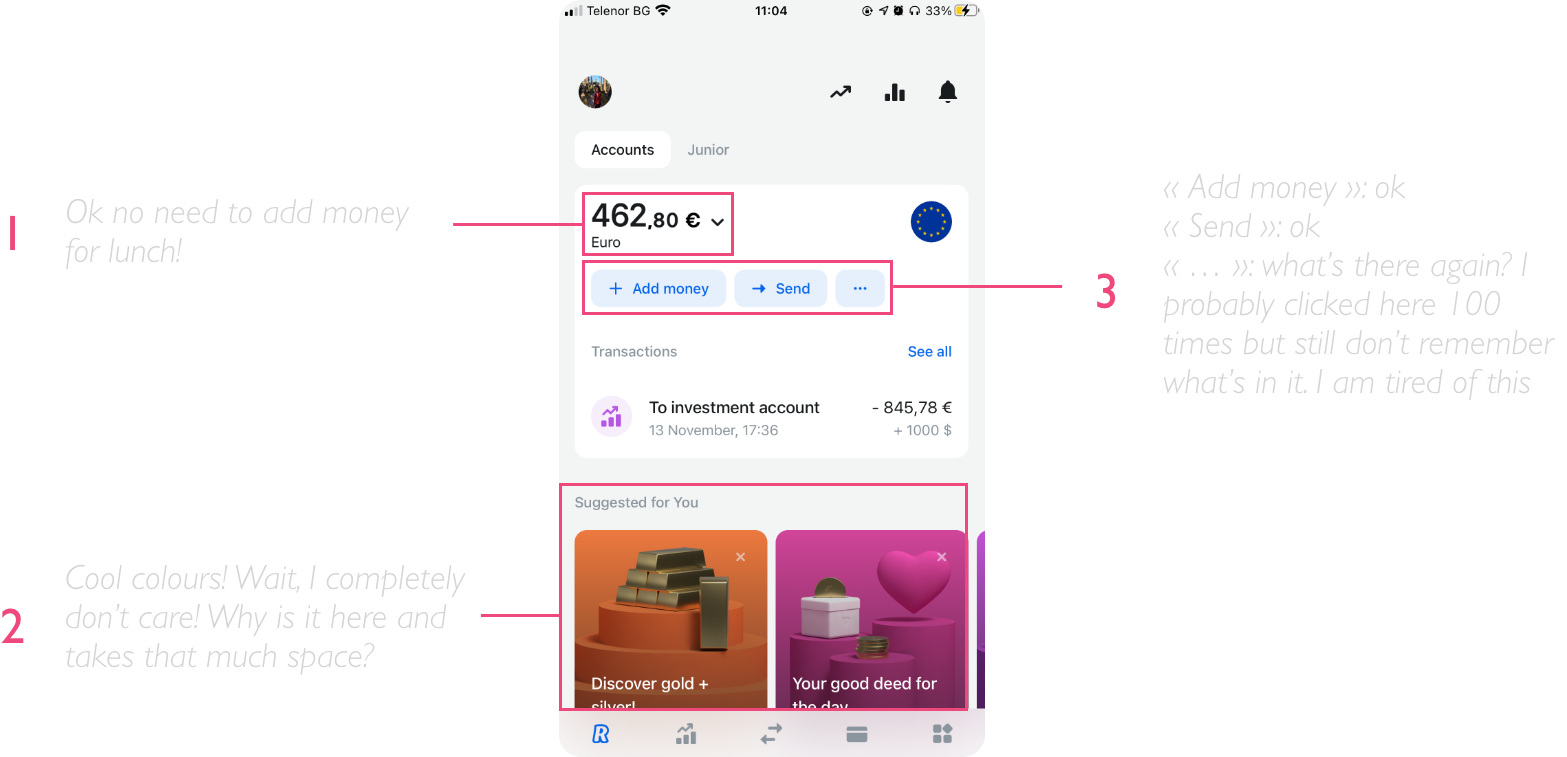 Telenor BG
11:04
33%
Accounts
Junior
462,80 €
Euro
+ Add money
→ Send
...
Transactions
See all
To investment account
- 845,78 €
13 November, 17:36
+ 1000 $
Suggested for You
Discover gold +
silver!
Your good deed for
the day
R
1
Ok no need to add money
for lunch!
2
Cool colours! Wait, I completely
don't care! Why is it here and
takes that much space?
3
« Add money »: ok
« Send »: ok
« … »: what's there again? I
probably clicked here 100
times but still don't remember
what's in it. I am tired of this